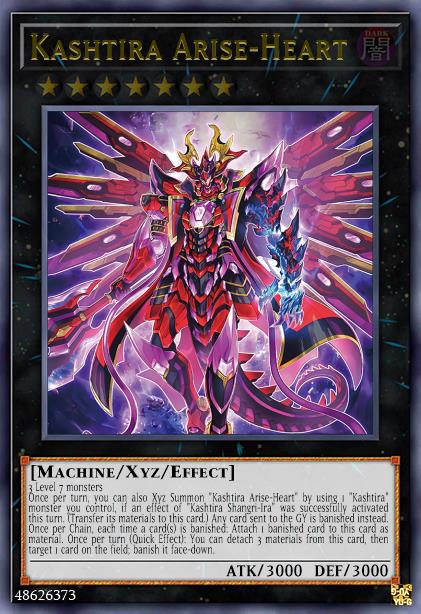 KASHTIRA ARISE-HEART
DARK
闇
[MACHINE/XYZ/EFFECT]
3 Level 7 monsters
Once per turn, you can also Xyz Summon "Kashtira Arise-Heart" by using 1 "Kashtira"
monster you control, if an effect of "Kashtira Shangri-Ira" was successfully activated
this turn. (Transfer its materials to this card.) Any card sent to the GY is banished instead.
Once per Chain, each time a card(s) is banished: Attach 1 banished card to this card as
material. Once per turn (Quick Effect): You can detach 3 materials from this card, then
target 1 card on the field; banish it face-down.
ATK/3000 DEF/3000
48626373